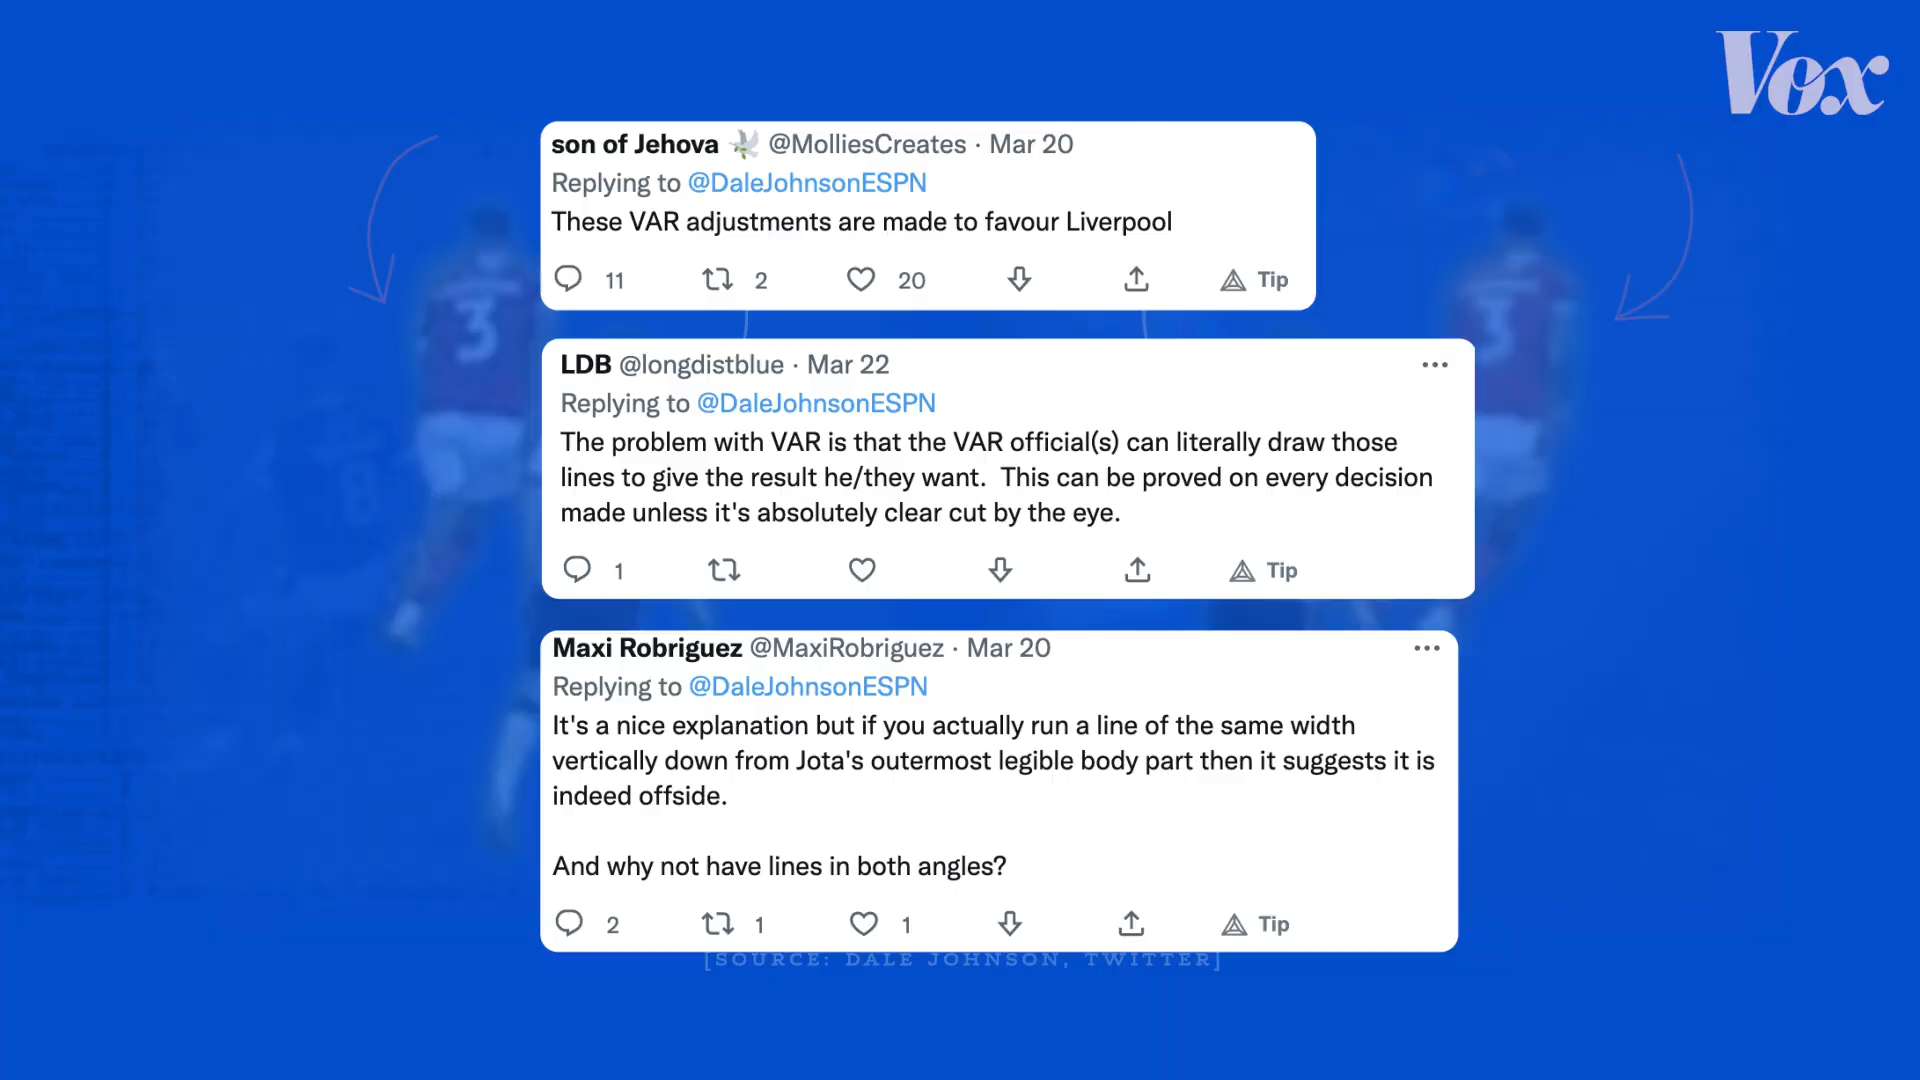 Vox
son of Jehova 🕊 @MolliesCreates · Mar 20
Replying to @DaleJohnsonESPN
These VAR adjustments are made to favour Liverpool
11 2 20 Tip
LDB @longdistblue · Mar 22
Replying to @DaleJohnsonESPN
The problem with VAR is that the VAR official(s) can literally draw those
lines to give the result he/they want. This can be proved on every decision
made unless it's absolutely clear cut by the eye.
1 Tip
Maxi Robriguez @MaxiRobriguez · Mar 20
Replying to @DaleJohnsonESPN
It's a nice explanation but if you actually run a line of the same width
vertically down from Jota's outermost legible body part then it suggests it is
indeed offside.
And why not have lines in both angles?
2 1 1 Tip
[SOURCE: DALE JOHNSON, TWITTER]
3
3
8